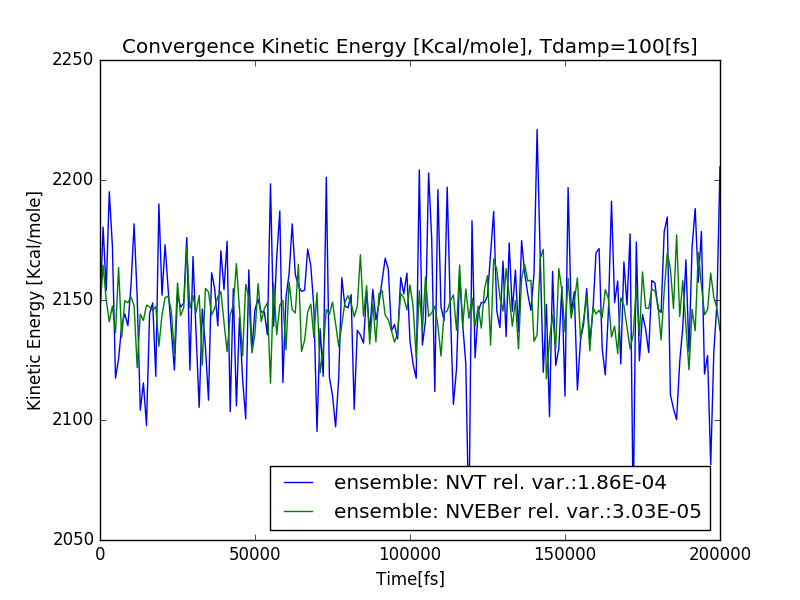 Convergence Kinetic Energy [Kcal/mole], Tdamp=100[fs]
2250
2200
2150
2100
2050
Kinetic Energy [Kcal/mole]
ensemble: NVT rel. var.:1.86E-04
ensemble: NVEBer rel. var.:3.03E-05
0
50000
100000
150000
200000
Time[fs]